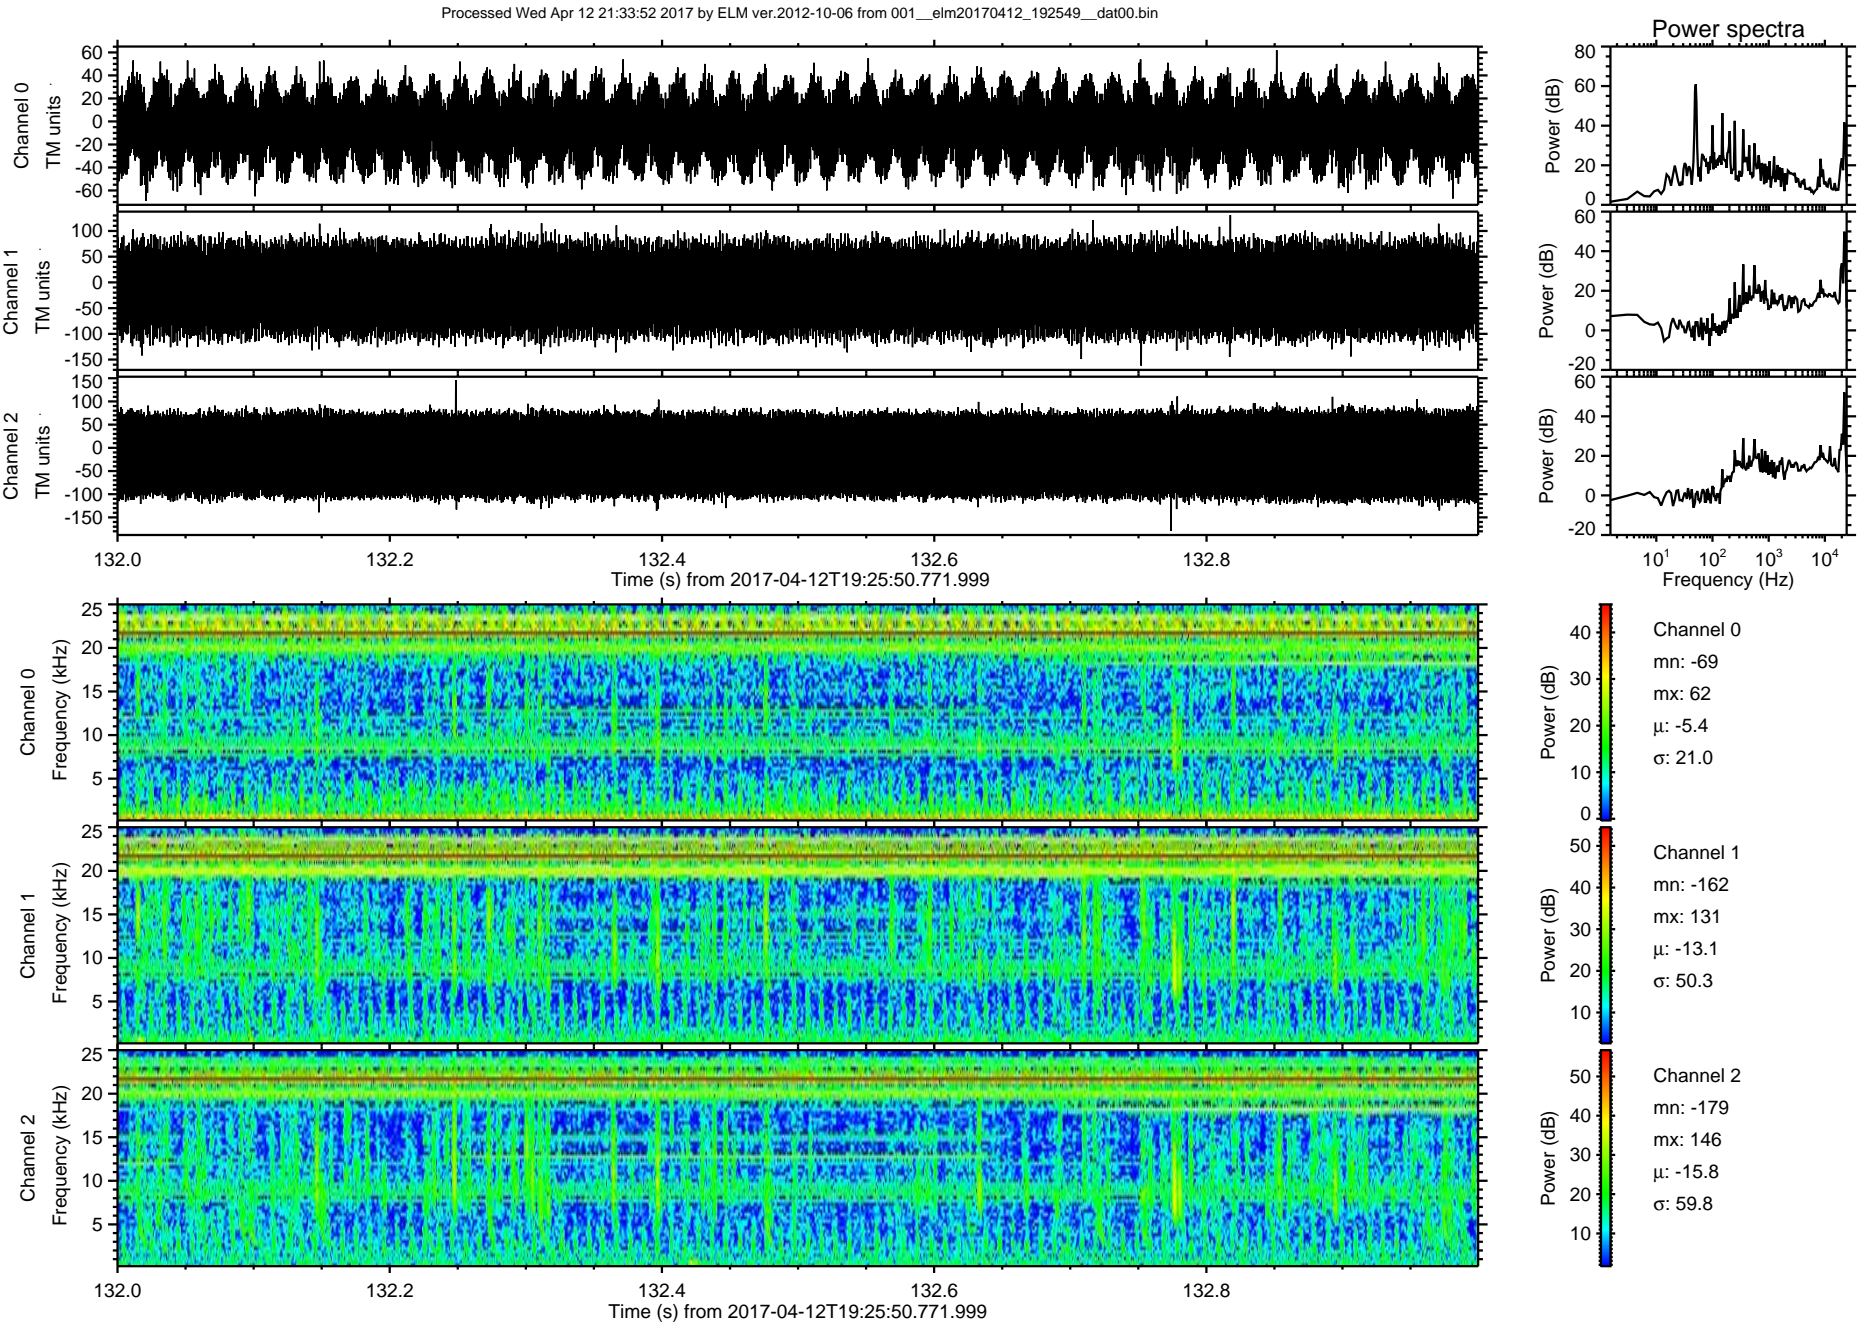 Processed Wed Apr 12 21:33:52 2017 by ELM ver.2012-10-06 from 001__elm20170412_192549__dat00.bin
Power spectra
Channel 0
TM units
60
40
20
0
-20
-40
-60
Power (dB)
80
60
40
20
0
Channel 1
TM units
100
50
0
-50
-100
-150
Power (dB)
60
40
20
0
-20
Channel 2
TM units
150
100
50
0
-50
-100
-150
Power (dB)
60
40
20
0
-20
132.0 132.2 132.4 132.6 132.8
Time (s) from 2017-04-12T19:25:50.771.999
10¹ 10² 10³ 10⁴
Frequency (Hz)
Channel 0
Frequency (kHz)
25
20
15
10
5
Power (dB)
40
30
20
10
0
Channel 0
mn: -69
mx: 62
μ: -5.4
σ: 21.0
Channel 1
Frequency (kHz)
25
20
15
10
5
Power (dB)
50
40
30
20
10
Channel 1
mn: -162
mx: 131
μ: -13.1
σ: 50.3
Channel 2
Frequency (kHz)
25
20
15
10
5
Power (dB)
50
40
30
20
10
Channel 2
mn: -179
mx: 146
μ: -15.8
σ: 59.8
132.0 132.2 132.4 132.6 132.8
Time (s) from 2017-04-12T19:25:50.771.999